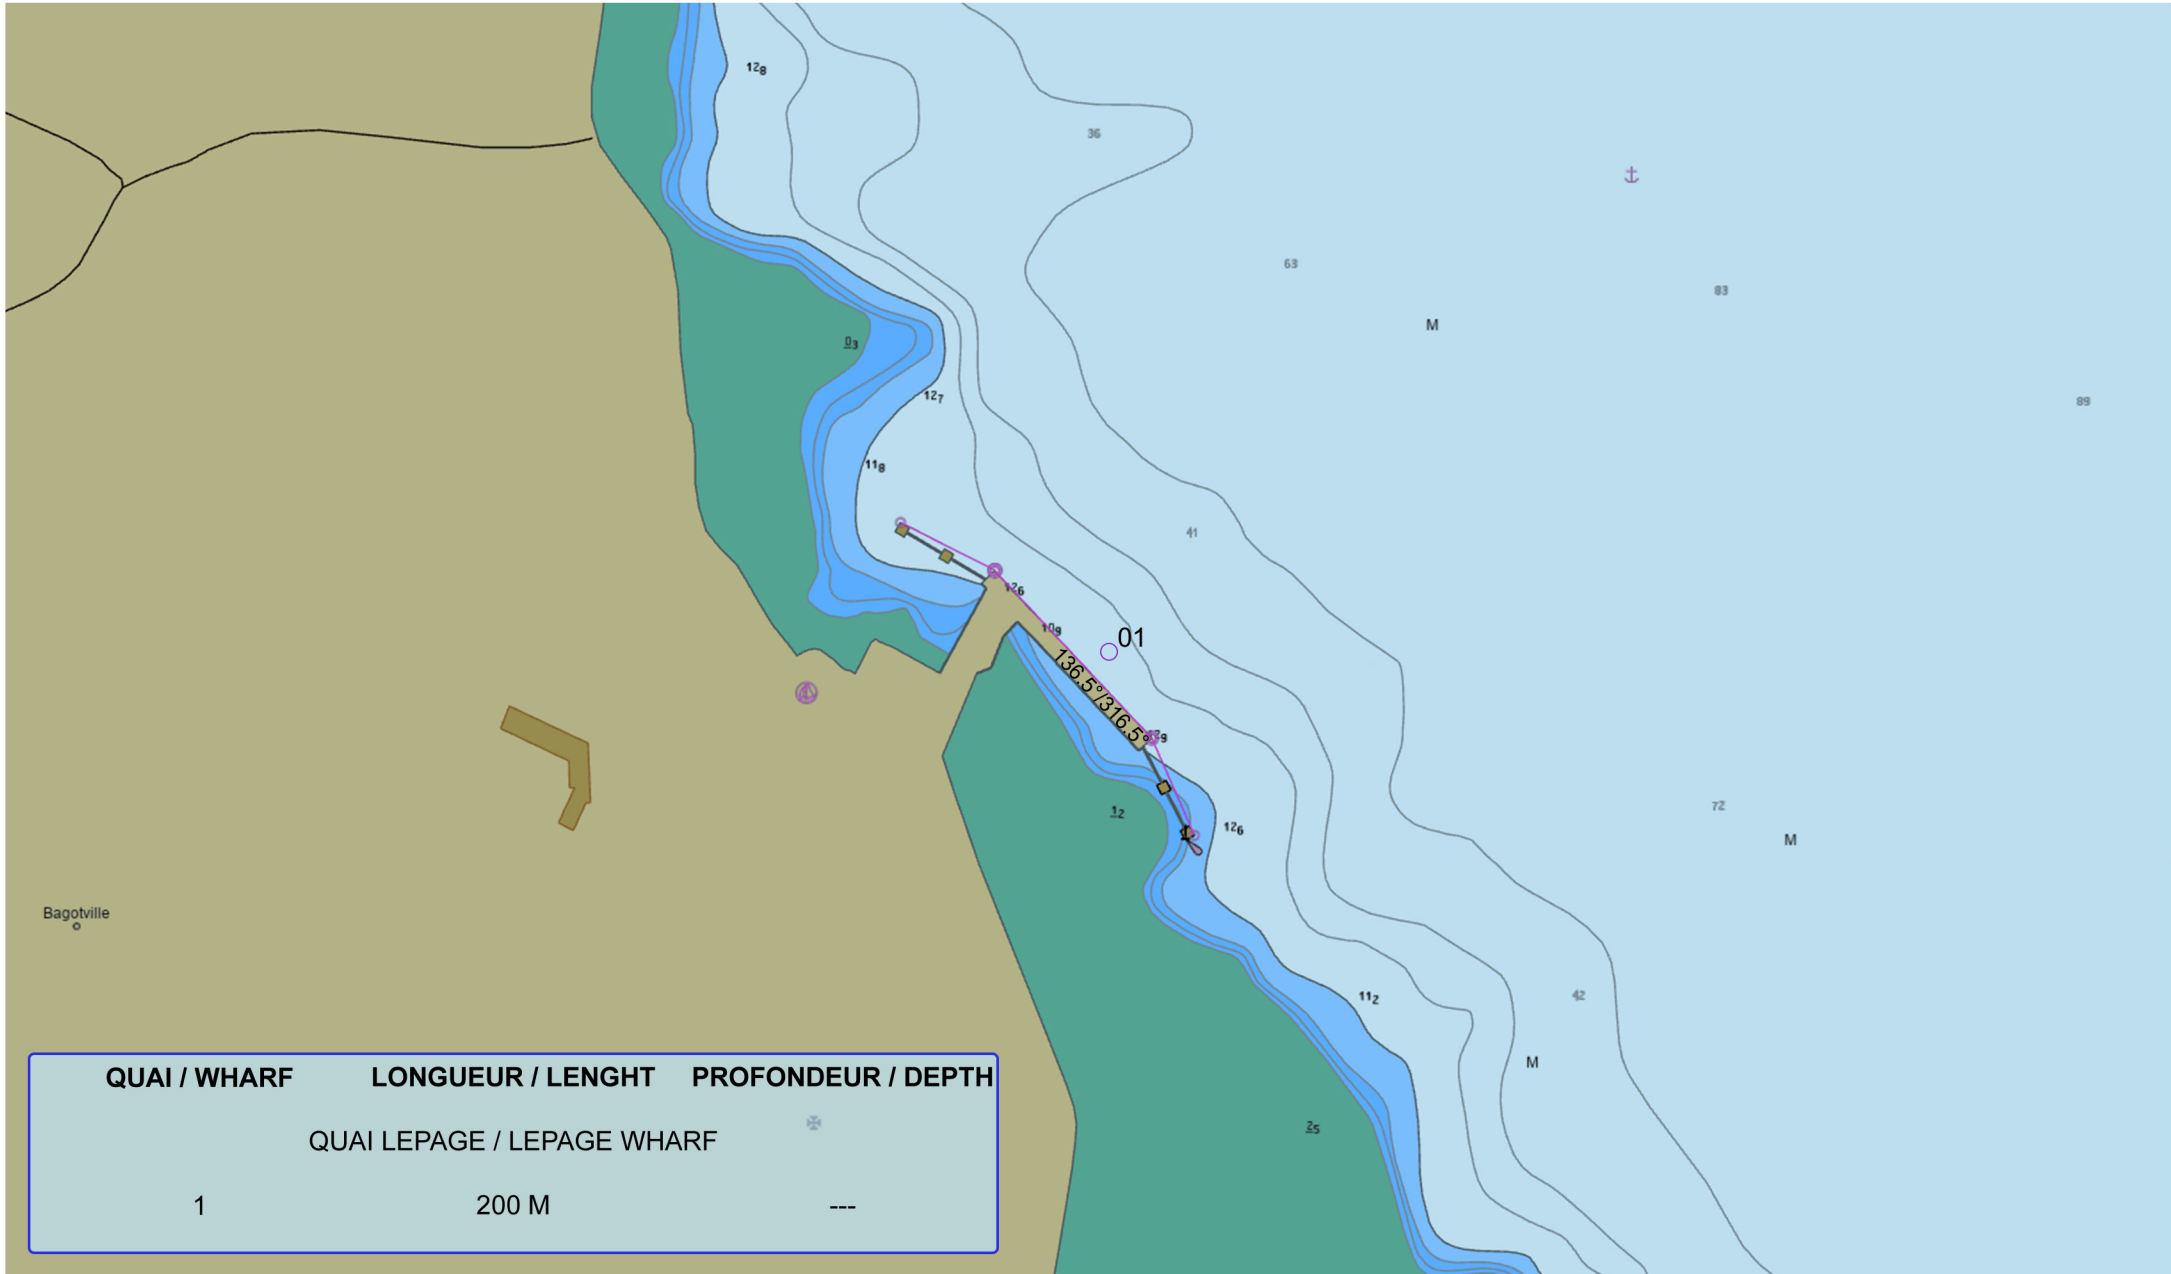 12₈
36
63
83
M
0₃
12₇
89
11₈
41
12₆
10₉
01
136.5°/316.5°
12₉
1₂
12₆
72
M
Bagotville
11₂
42
M
2₅
QUAI / WHARF LONGUEUR / LENGHT PROFONDEUR / DEPTH
QUAI LEPAGE / LEPAGE WHARF
1 200 M ---